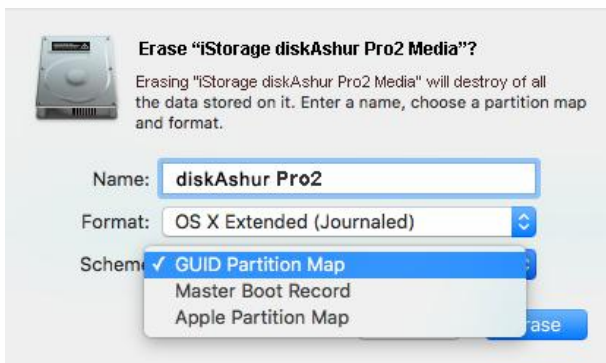 Erase “iStorage diskAshur Pro2 Media”?
Erasing "iStorage diskAshur Pro2 Media" will destroy of all
the data stored on it. Enter a name, choose a partition map
and format.
Name: diskAshur Pro2
Format: OS X Extended (Journaled)
Schem ✓ GUID Partition Map
Master Boot Record
Apple Partition Map
rase